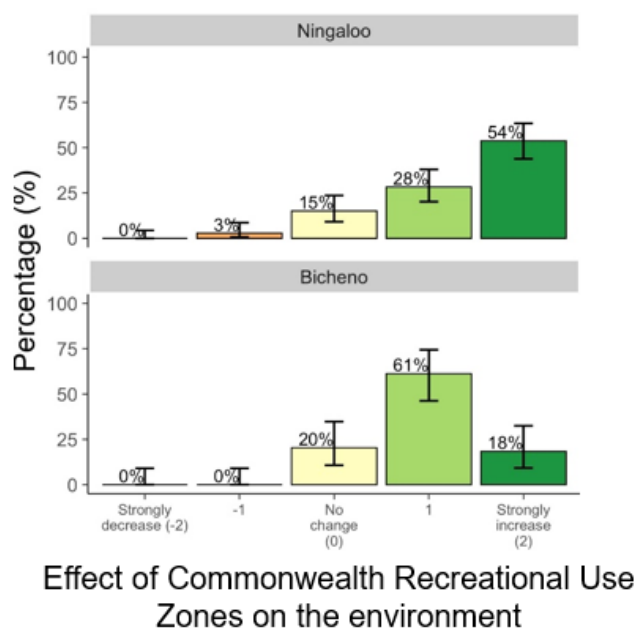 Ningaloo
Percentage (%)
100
75
50
25
0
0%
3%
15%
28%
54%
Bicheno
100
75
50
25
0
0%
0%
20%
61%
18%
Strongly
decrease (-2)
-1
No
change
(0)
1
Strongly
increase
(2)
Effect of Commonwealth Recreational Use
Zones on the environment